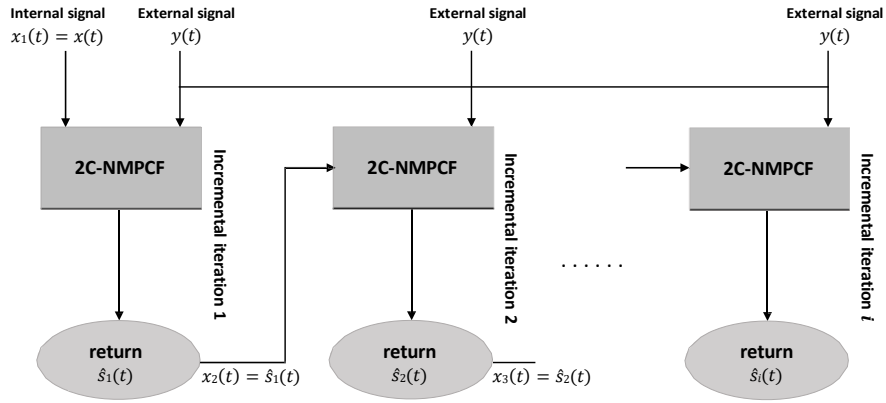 Internal signal
x₁(t) = x(t)
External signal
y(t)
External signal
y(t)
External signal
y(t)
2C-NMPCF
Incremental iteration 1
2C-NMPCF
Incremental iteration 2
2C-NMPCF
Incremental iteration i
. . . . . .
return
ŝ₁(t)
x₂(t) = ŝ₁(t)
return
ŝ₂(t)
x₃(t) = ŝ₂(t)
return
ŝᵢ(t)